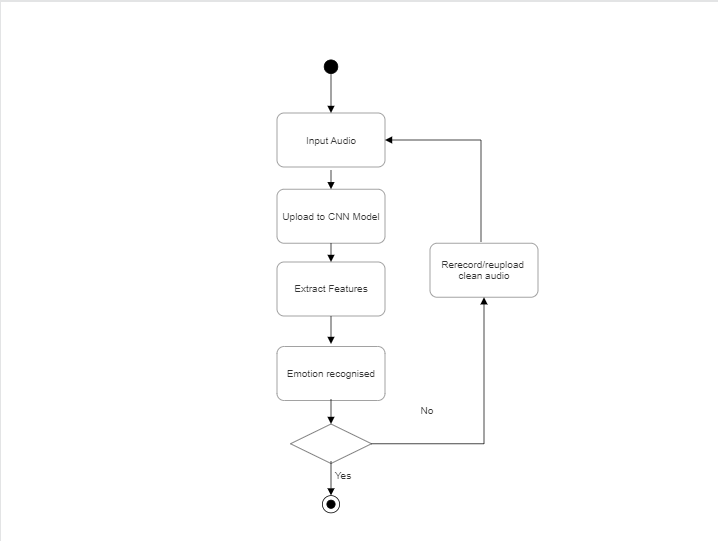 Input Audio
Upload to CNN Model
Rerecord/reupload
clean audio
Extract Features
Emotion recognised
No
Yes